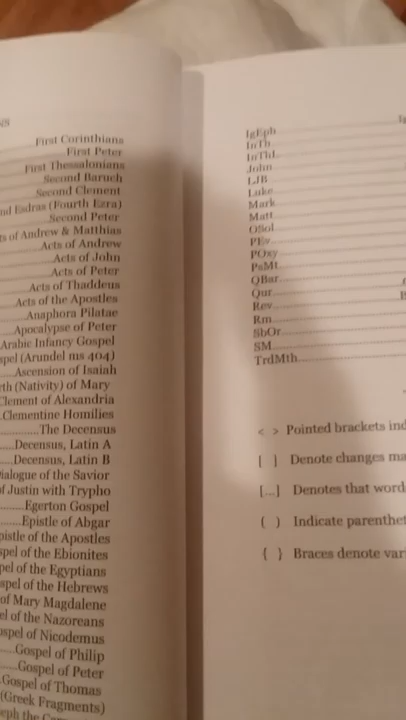 First Corinthians
First Peter
First Thessalonians
Second Baruch
Second Clement
nd Esdras (Fourth Ezra)
Second Peter
ts of Andrew & Matthias
Acts of Andrew
Acts of John
Acts of Peter
Acts of Thaddeus
Acts of the Apostles
Anaphora Pilatae
Apocalypse of Peter
Arabic Infancy Gospel
spel (Arundel ms 404)
Ascension of Isaiah
rth (Nativity) of Mary
Clement of Alexandria
Clementine Homilies
The Decensus
Decensus, Latin A
Decensus, Latin B
ialogue of the Savior
f Justin with Trypho
Egerton Gospel
Epistle of Abgar
pistle of the Apostles
spel of the Ebionites
pel of the Egyptians
spel of the Hebrews
of Mary Magdalene
el of the Nazoreans
spel of Nicodemus
Gospel of Philip
Gospel of Peter
Gospel of Thomas
(Greek Fragments)
IgEph
InTh
InThL
John
LJB
Luke
Mark
Matt
OSol
PEv
POxy
PsMt
QBar
Qur
Rev
Rm
SbOr
SM
TrdMth
< > Pointed brackets ind
[ ] Denote changes ma
[...] Denotes that word
( ) Indicate parenthet
{ } Braces denote vari